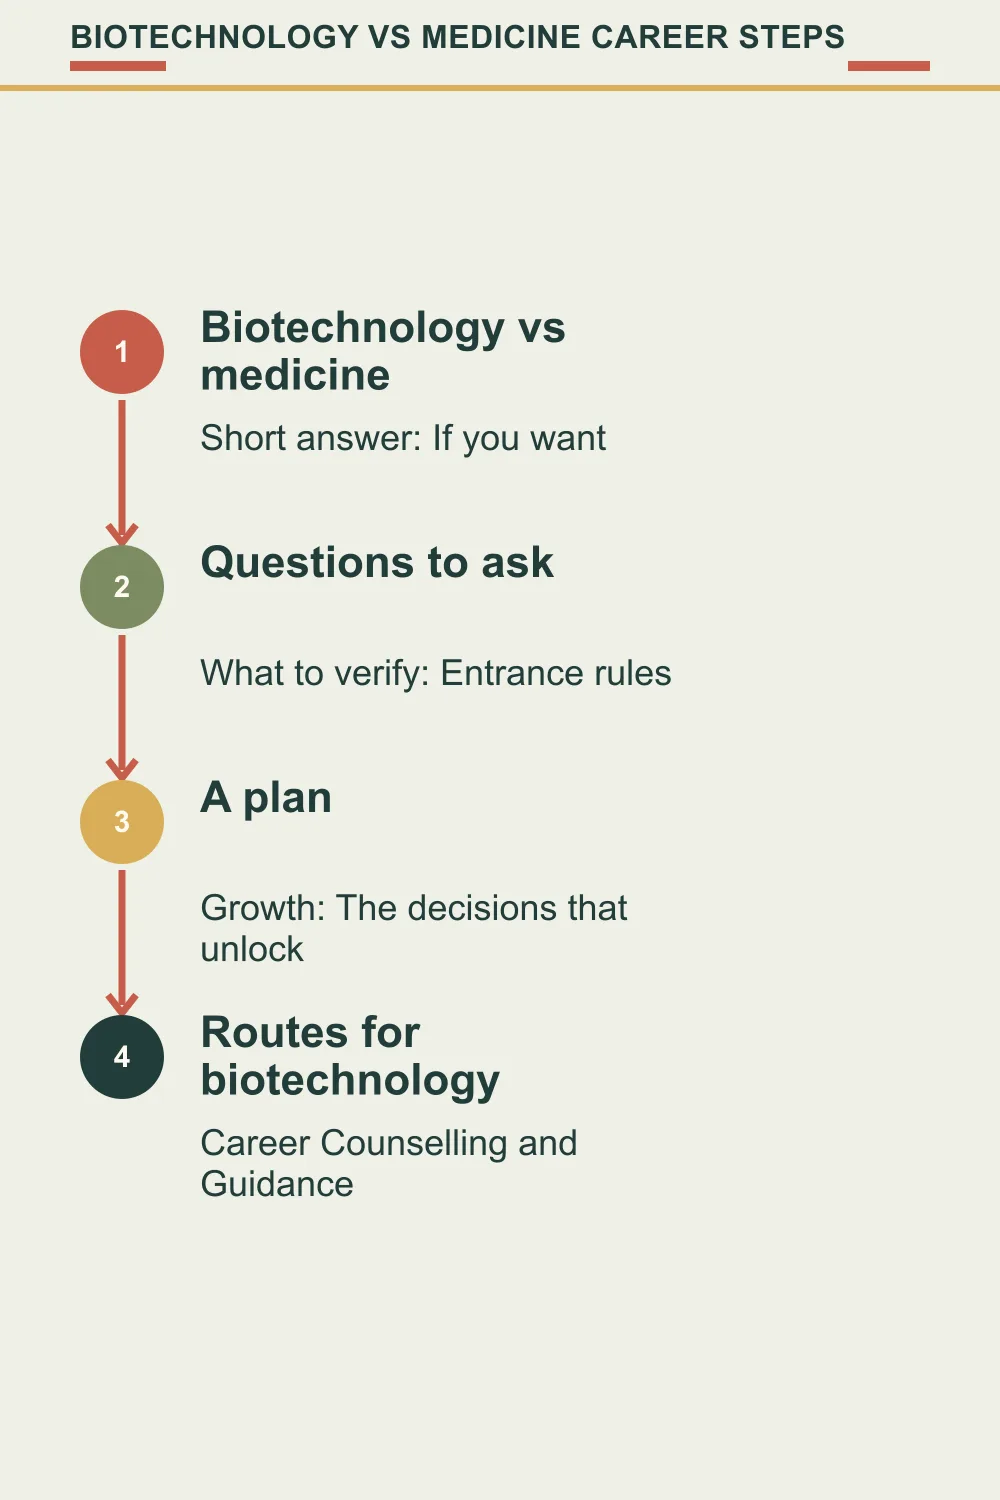 BIOTECHNOLOGY VS MEDICINE CAREER STEPS
1
Biotechnology vs
medicine
Short answer: If you want
2
Questions to ask
What to verify: Entrance rules
3
A plan
Growth: The decisions that
unlock
4
Routes for
biotechnology
Career Counselling and
Guidance